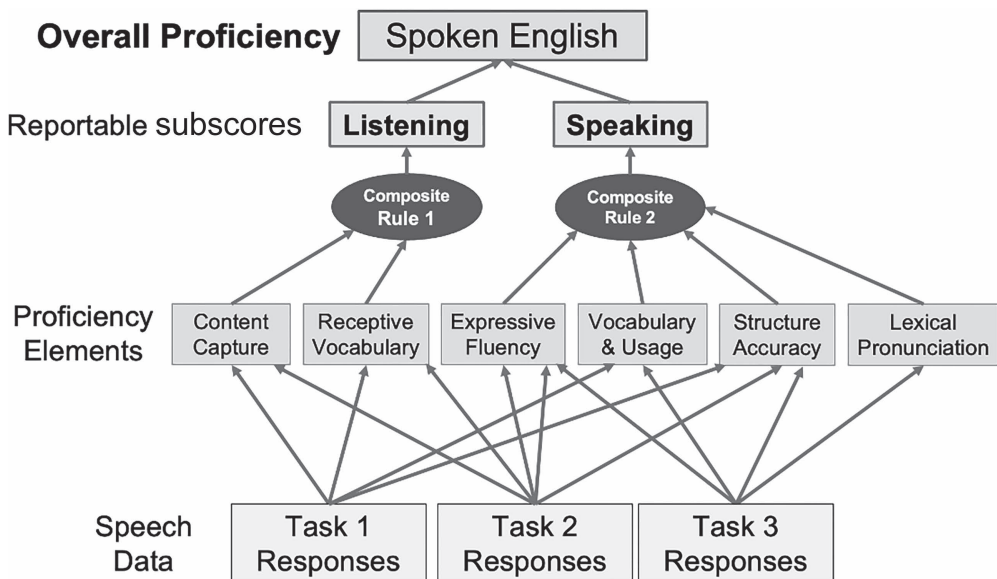 Overall Proficiency
Spoken English
Reportable subscores
Listening
Speaking
Composite
Rule 1
Composite
Rule 2
Proficiency
Elements
Content
Capture
Receptive
Vocabulary
Expressive
Fluency
Vocabulary
& Usage
Structure
Accuracy
Lexical
Pronunciation
Speech
Data
Task 1
Responses
Task 2
Responses
Task 3
Responses